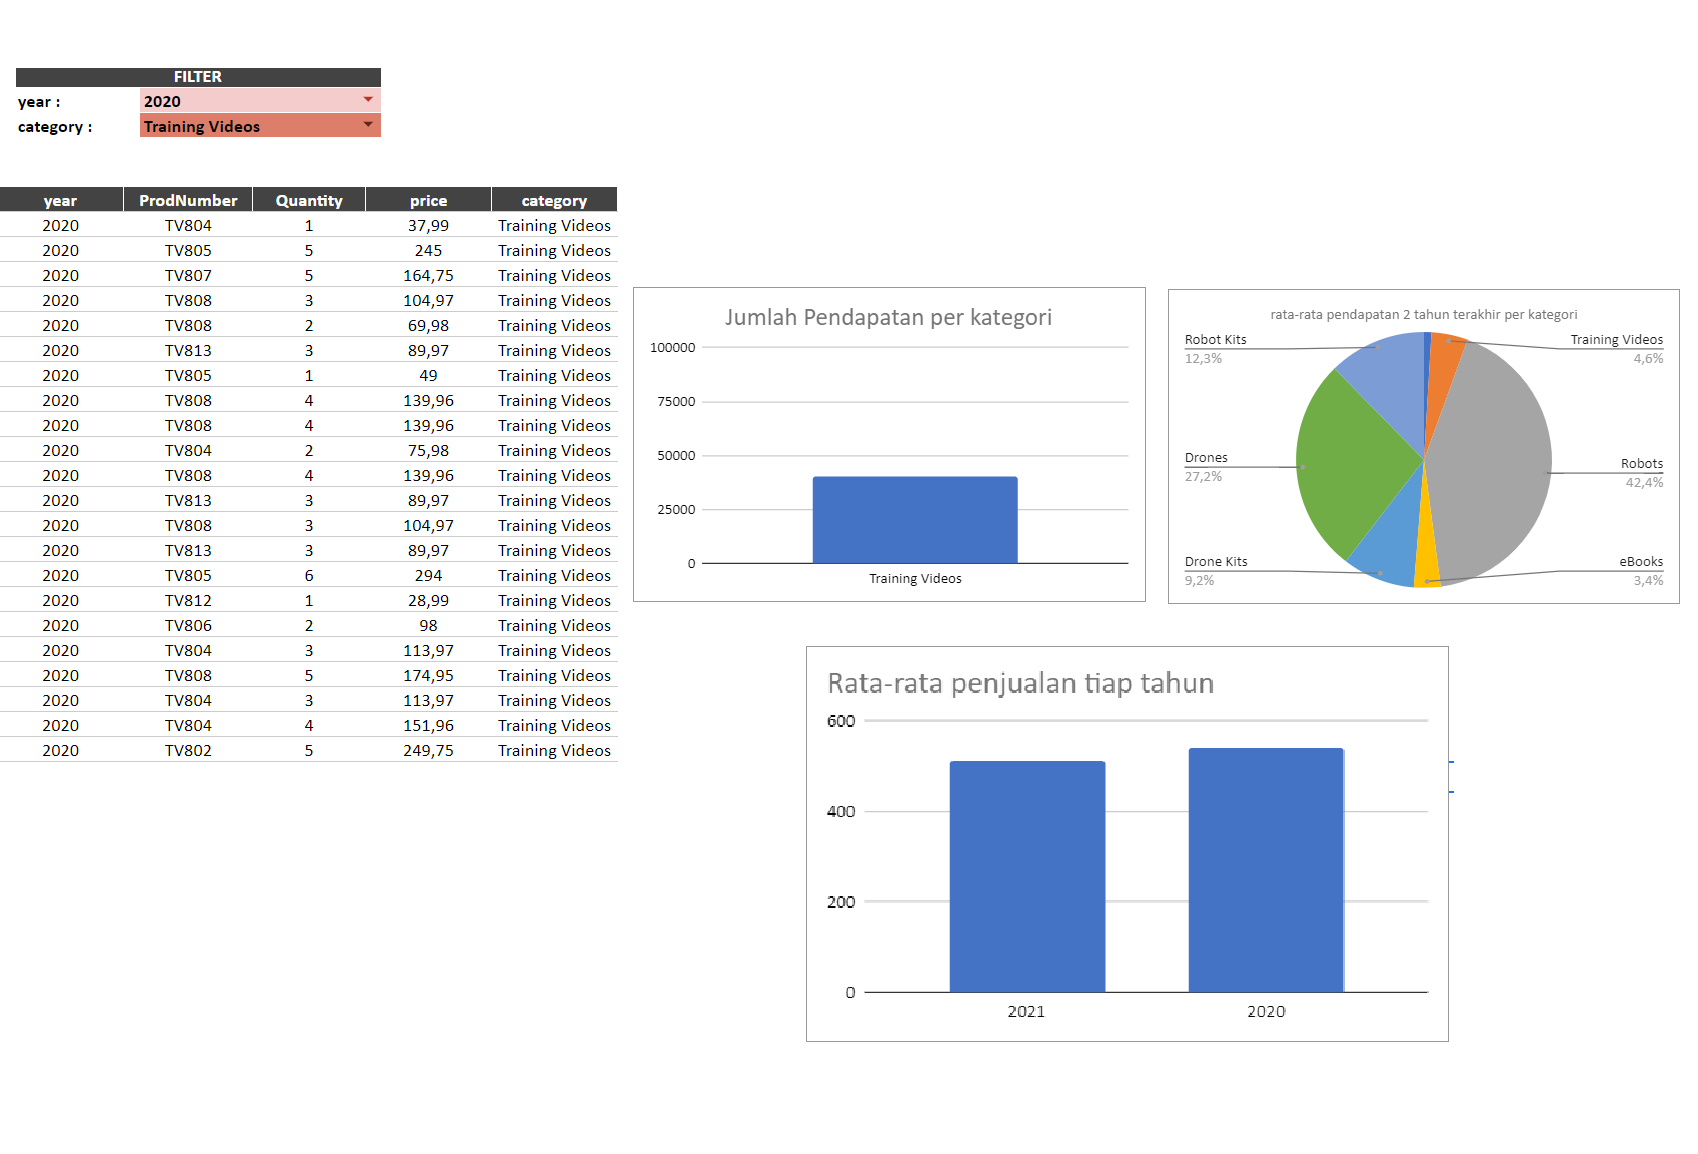 FILTER
year : 2020
category : Training Videos
year ProdNumber Quantity price category
2020 TV804 1 37,99 Training Videos
2020 TV805 5 245 Training Videos
2020 TV807 5 164,75 Training Videos
2020 TV808 3 104,97 Training Videos
2020 TV808 2 69,98 Training Videos
2020 TV813 3 89,97 Training Videos
2020 TV805 1 49 Training Videos
2020 TV808 4 139,96 Training Videos
2020 TV808 4 139,96 Training Videos
2020 TV804 2 75,98 Training Videos
2020 TV808 4 139,96 Training Videos
2020 TV813 3 89,97 Training Videos
2020 TV808 3 104,97 Training Videos
2020 TV813 3 89,97 Training Videos
2020 TV805 6 294 Training Videos
2020 TV812 1 28,99 Training Videos
2020 TV806 2 98 Training Videos
2020 TV804 3 113,97 Training Videos
2020 TV808 5 174,95 Training Videos
2020 TV804 3 113,97 Training Videos
2020 TV804 4 151,96 Training Videos
2020 TV802 5 249,75 Training Videos
Jumlah Pendapatan per kategori
100000
75000
50000
25000
0
Training Videos
rata-rata pendapatan 2 tahun terakhir per kategori
Robot Kits
12,3%
Drones
27,2%
Drone Kits
9,2%
Training Videos
4,6%
Robots
42,4%
eBooks
3,4%
Rata-rata penjualan tiap tahun
600
400
200
0
2021 2020